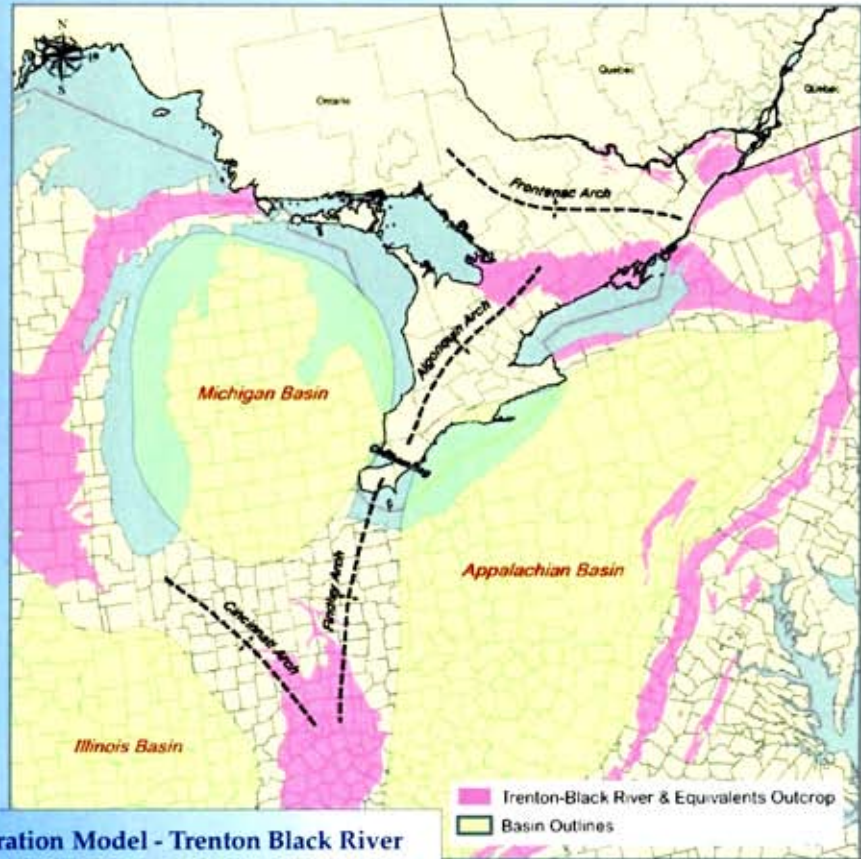 N
S
Ontario
Quebec
Quebec
Frontenac Arch
Algonquin Arch
Michigan Basin
Findlay Arch
Appalachian Basin
Cincinnati Arch
Illinois Basin
Trenton-Black River & Equivalents Outcrop
Basin Outlines
ration Model - Trenton Black River